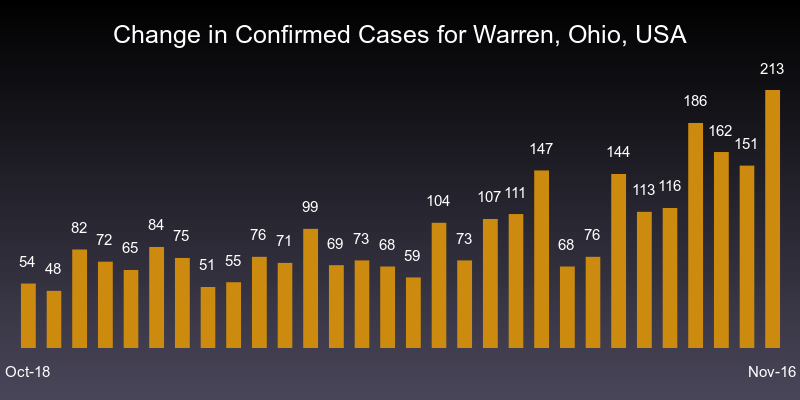 Change in Confirmed Cases for Warren, Ohio, USA
54 48 82 72 65 84 75 51 55 76 71 99 69 73 68 59 104 73 107 111 147 68 76 144 113 116 186 162 151 213
Oct-18 Nov-16